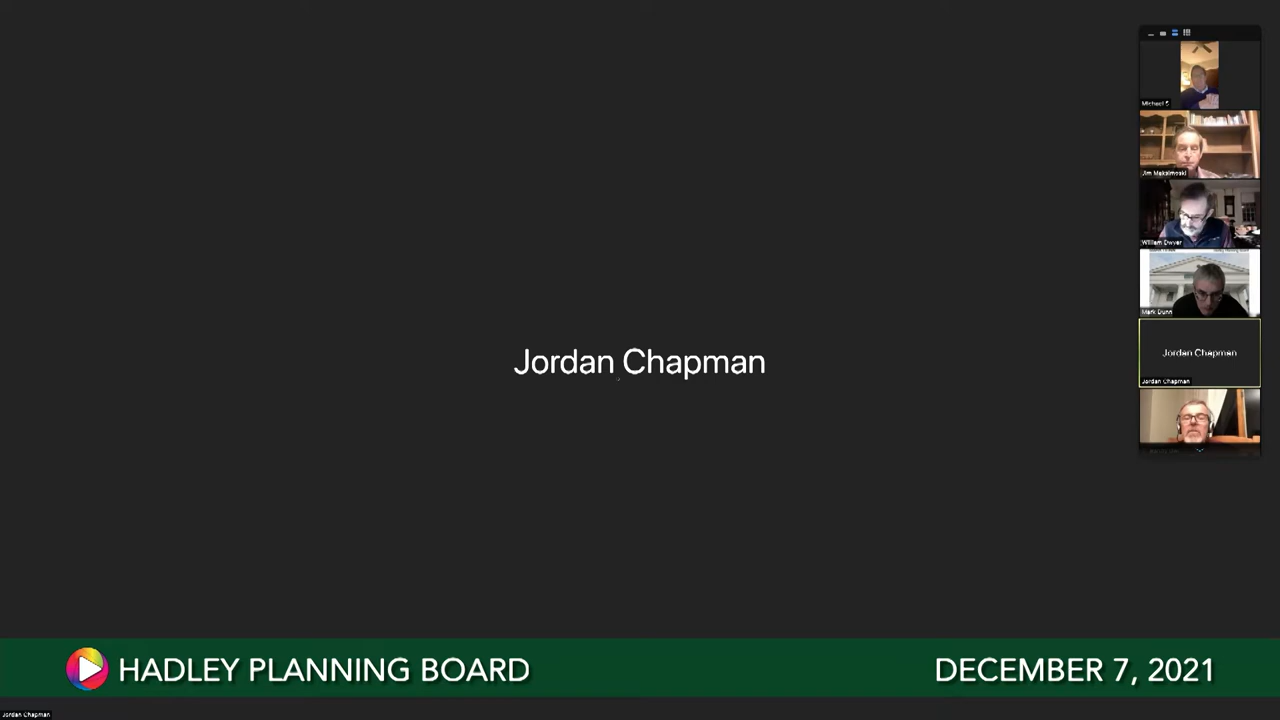 Michael
Jim Maksimoski
William Dwyer
Mark Dunn
Jordan Chapman
Jordan Chapman
Jordan Chapman
HADLEY PLANNING BOARD
DECEMBER 7, 2021
Jordan Chapman